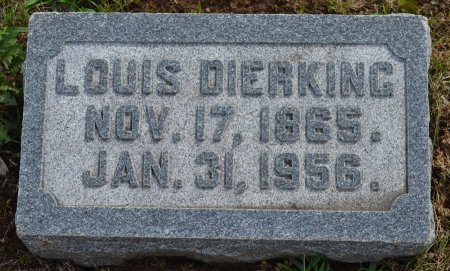 LOUIS DIERKING
NOV. 17, 1865.
JAN. 31, 1956.